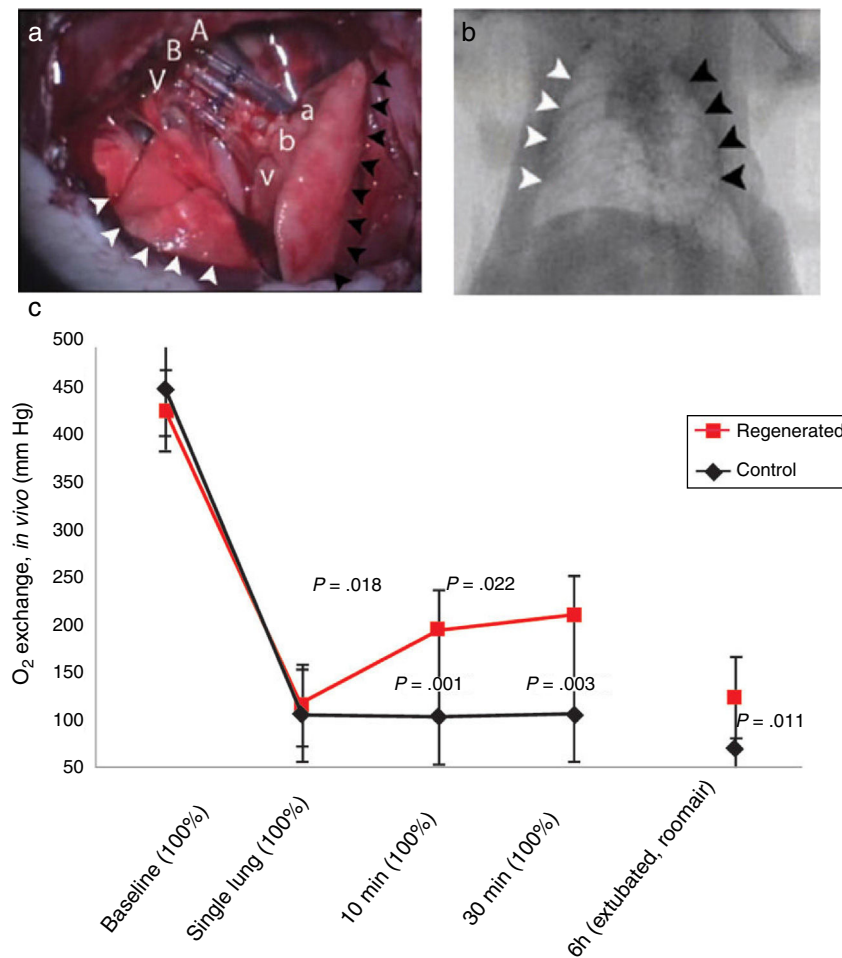 a
A
B
V
a
b
v
b
c
500
450
400
350
300
250
200
150
100
50
O₂ exchange, in vivo (mm Hg)
Regenerated
Control
P = .018
P = .022
P = .001
P = .003
P = .011
Baseline (100%)
Single lung (100%)
10 min (100%)
30 min (100%)
6h (extubated, roomair)